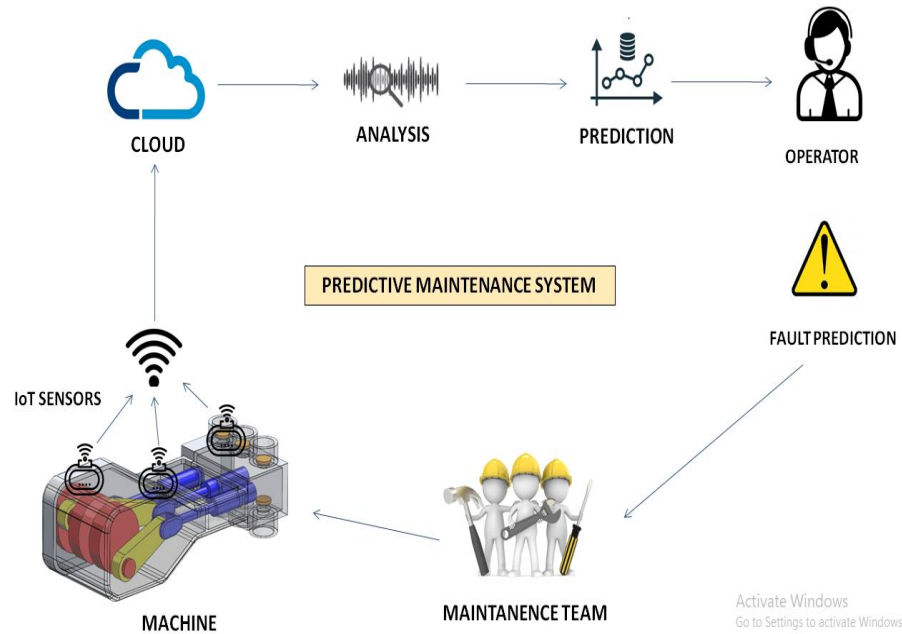 CLOUD
ANALYSIS
PREDICTION
OPERATOR
PREDICTIVE MAINTENANCE SYSTEM
FAULT PREDICTION
IoT SENSORS
MACHINE
MAINTANENCE TEAM
Activate Windows
Go to Settings to activate Windows